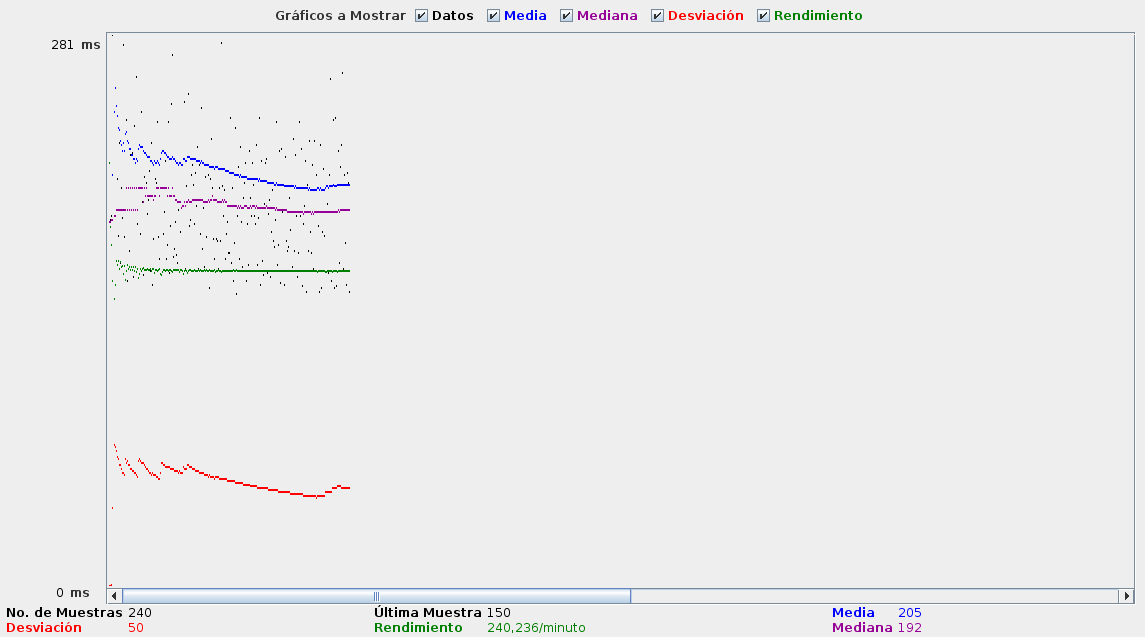 Gráficos a Mostrar Datos Media Mediana Desviación Rendimiento
281 ms
0 ms
No. de Muestras 240 Última Muestra 150 Media 205
Desviación 50 Rendimiento 240,236/minuto Mediana 192